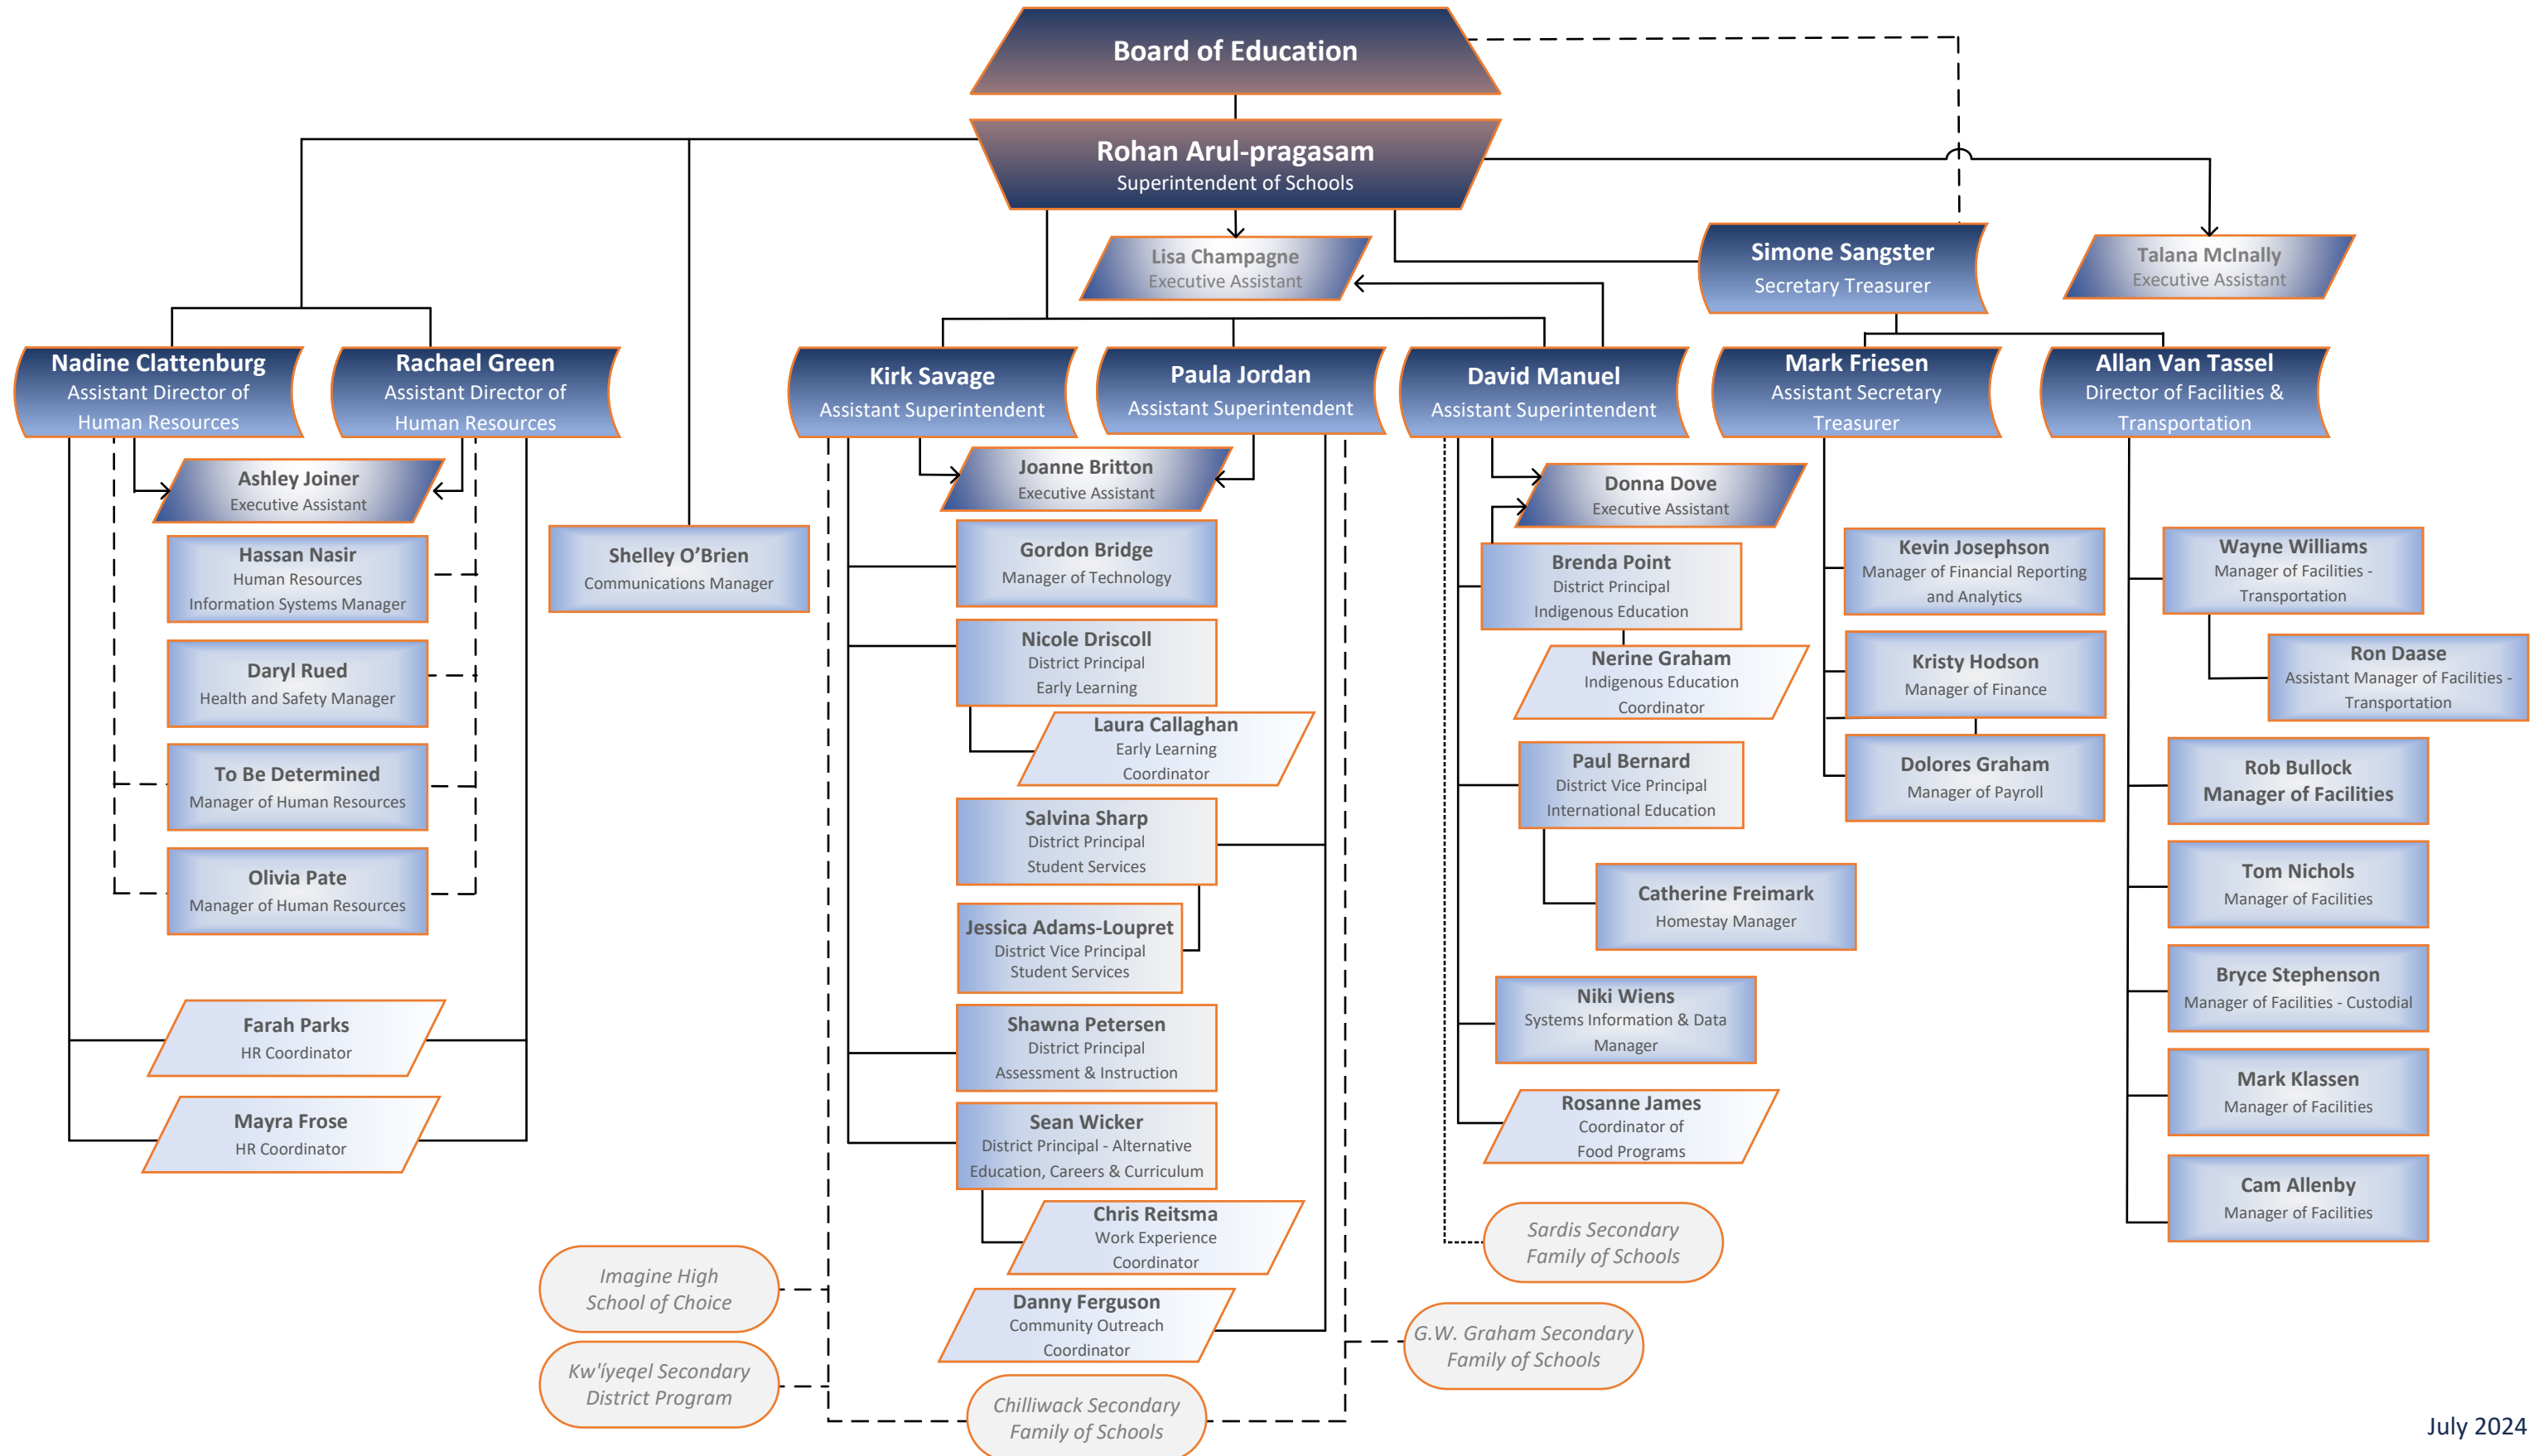 Board of Education
Rohan Arul-pragasam
Superintendent of Schools
Lisa Champagne
Executive Assistant
Simone Sangster
Secretary Treasurer
Talana McInally
Executive Assistant
Nadine Clattenburg
Assistant Director of
Human Resources
Rachael Green
Assistant Director of
Human Resources
Kirk Savage
Assistant Superintendent
Paula Jordan
Assistant Superintendent
David Manuel
Assistant Superintendent
Mark Friesen
Assistant Secretary
Treasurer
Allan Van Tassel
Director of Facilities &
Transportation
Ashley Joiner
Executive Assistant
Hassan Nasir
Human Resources
Information Systems Manager
Daryl Rued
Health and Safety Manager
To Be Determined
Manager of Human Resources
Olivia Pate
Manager of Human Resources
Farah Parks
HR Coordinator
Mayra Frose
HR Coordinator
Shelley O’Brien
Communications Manager
Joanne Britton
Executive Assistant
Gordon Bridge
Manager of Technology
Nicole Driscoll
District Principal
Early Learning
Laura Callaghan
Early Learning
Coordinator
Salvina Sharp
District Principal
Student Services
Jessica Adams-Loupret
District Vice Principal
Student Services
Shawna Petersen
District Principal
Assessment & Instruction
Sean Wicker
District Principal - Alternative
Education, Careers & Curriculum
Chris Reitsma
Work Experience
Coordinator
Danny Ferguson
Community Outreach
Coordinator
Imagine High
School of Choice
Kw'íyeqel Secondary
District Program
Chilliwack Secondary
Family of Schools
Donna Dove
Executive Assistant
Brenda Point
District Principal
Indigenous Education
Nerine Graham
Indigenous Education
Coordinator
Paul Bernard
District Vice Principal
International Education
Catherine Freimark
Homestay Manager
Niki Wiens
Systems Information & Data
Manager
Rosanne James
Coordinator of
Food Programs
Sardis Secondary
Family of Schools
G.W. Graham Secondary
Family of Schools
Kevin Josephson
Manager of Financial Reporting
and Analytics
Kristy Hodson
Manager of Finance
Dolores Graham
Manager of Payroll
Wayne Williams
Manager of Facilities -
Transportation
Ron Daase
Assistant Manager of Facilities -
Transportation
Rob Bullock
Manager of Facilities
Tom Nichols
Manager of Facilities
Bryce Stephenson
Manager of Facilities - Custodial
Mark Klassen
Manager of Facilities
Cam Allenby
Manager of Facilities
July 2024